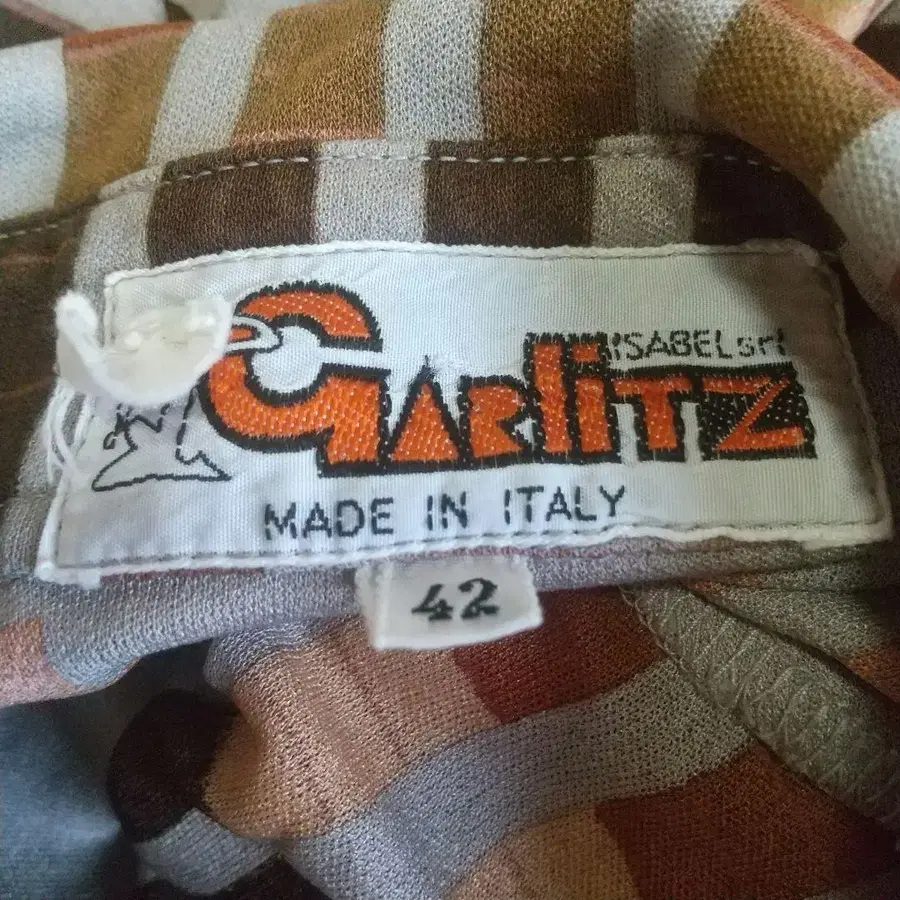 ISABEL srl
GARLITZ
MADE IN ITALY
42